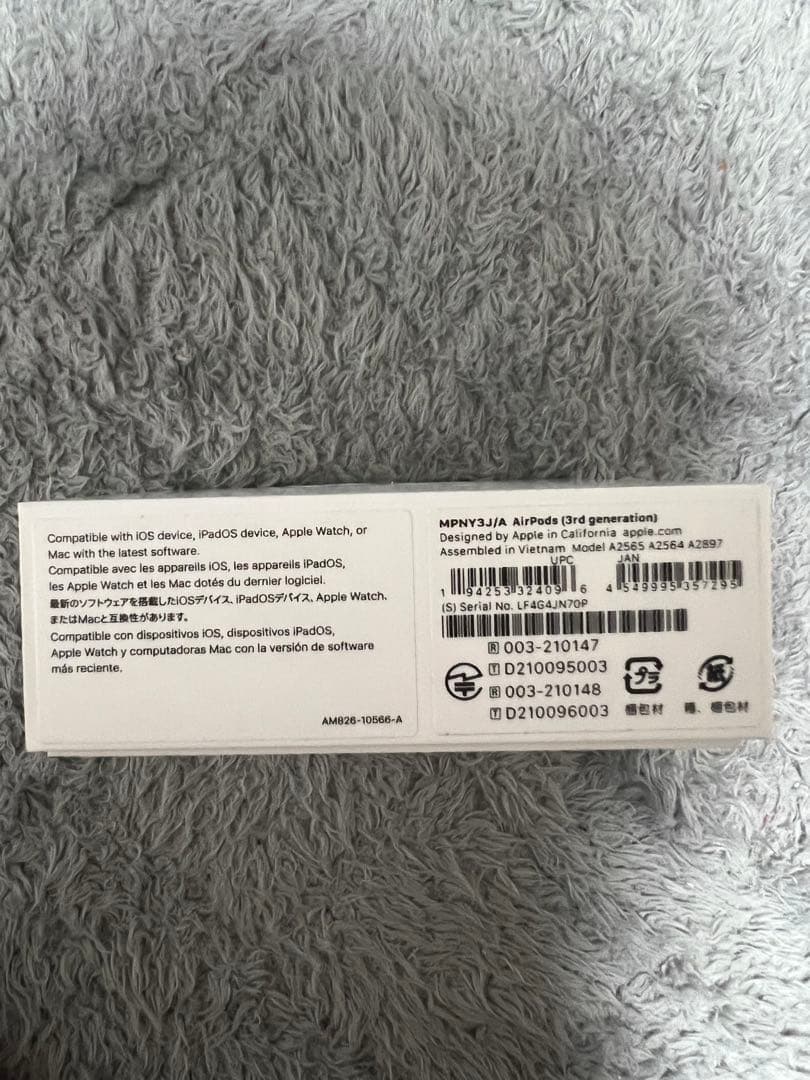 Compatible with iOS device, iPadOS device, Apple Watch, or
Mac with the latest software.
Compatible avec les appareils iOS, les appareils iPadOS,
les Apple Watch et les Mac dotés du dernier logiciel.
最新のソフトウェアを搭載したiOSデバイス、iPadOSデバイス、Apple Watch、
またはMacと互換性があります。
Compatible con dispositivos iOS, dispositivos iPadOS,
Apple Watch y computadoras Mac con la versión de software
más reciente.
AM826-10566-A
MPNY3J/A AirPods (3rd generation)
Designed by Apple in California apple.com
Assembled in Vietnam Model A2565 A2564 A2897
UPC JAN
1 94253 32409 6 4 549995 357295
(S) Serial No. LF4G4JN70P
R 003-210147
T D210095003
R 003-210148
T D210096003
プラ 紙
梱包材 箱、梱包材